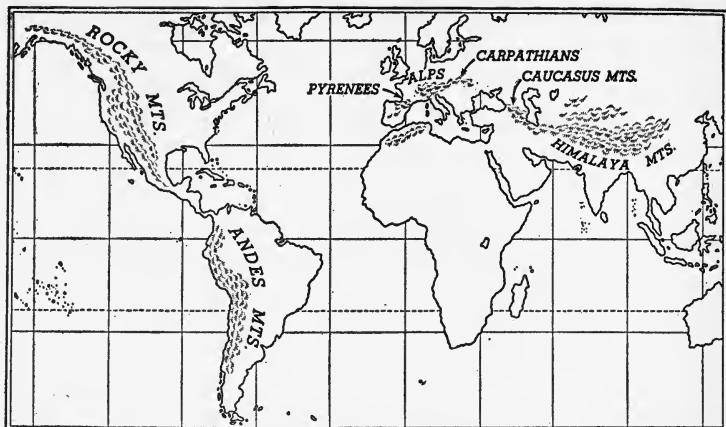 ROCKY MTS.
PYRENEES
ALPS
CARPATHIANS
CAUCASUS MTS.
HIMALAYA MTS.
ANDES MTS.